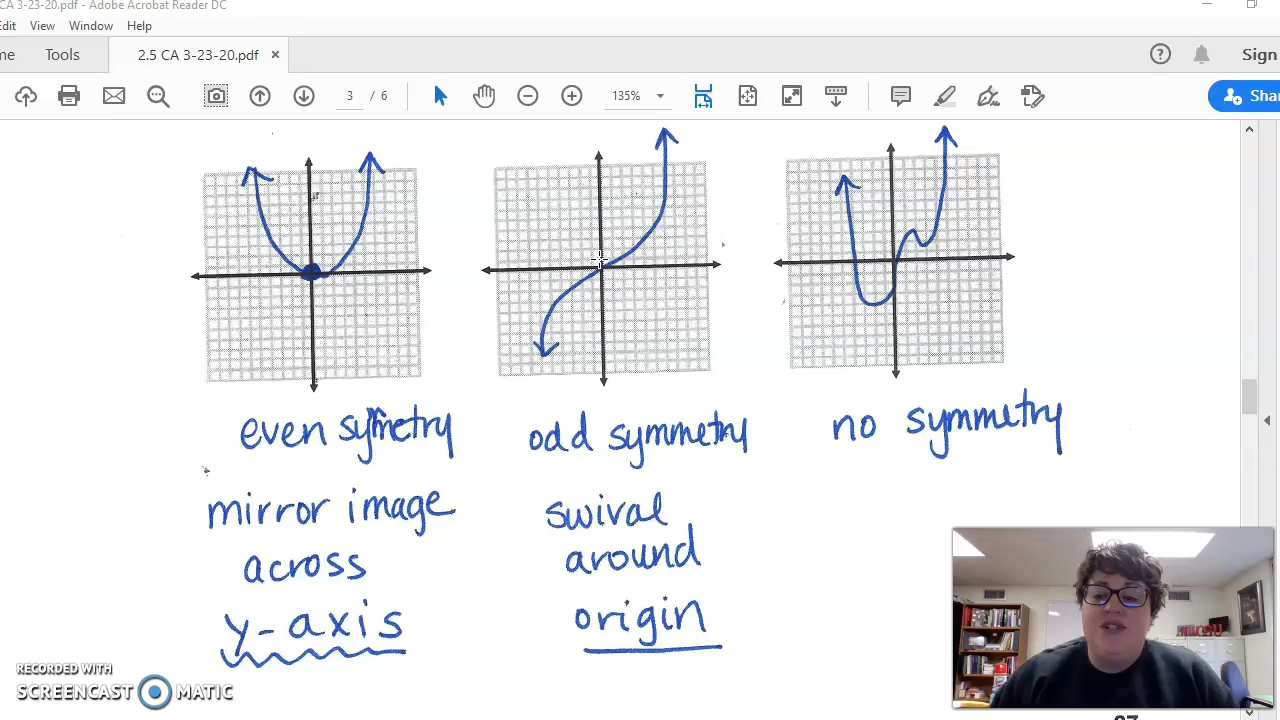 CA 3-23-20.pdf - Adobe Acrobat Reader DC
Edit View Window Help
me Tools 2.5 CA 3-23-20.pdf × Sign
3 / 6 135% Shar
even symetry odd symmetry no symmetry
mirror image swival
across around
y-axis origin
RECORDED WITH
SCREENCAST MATIC